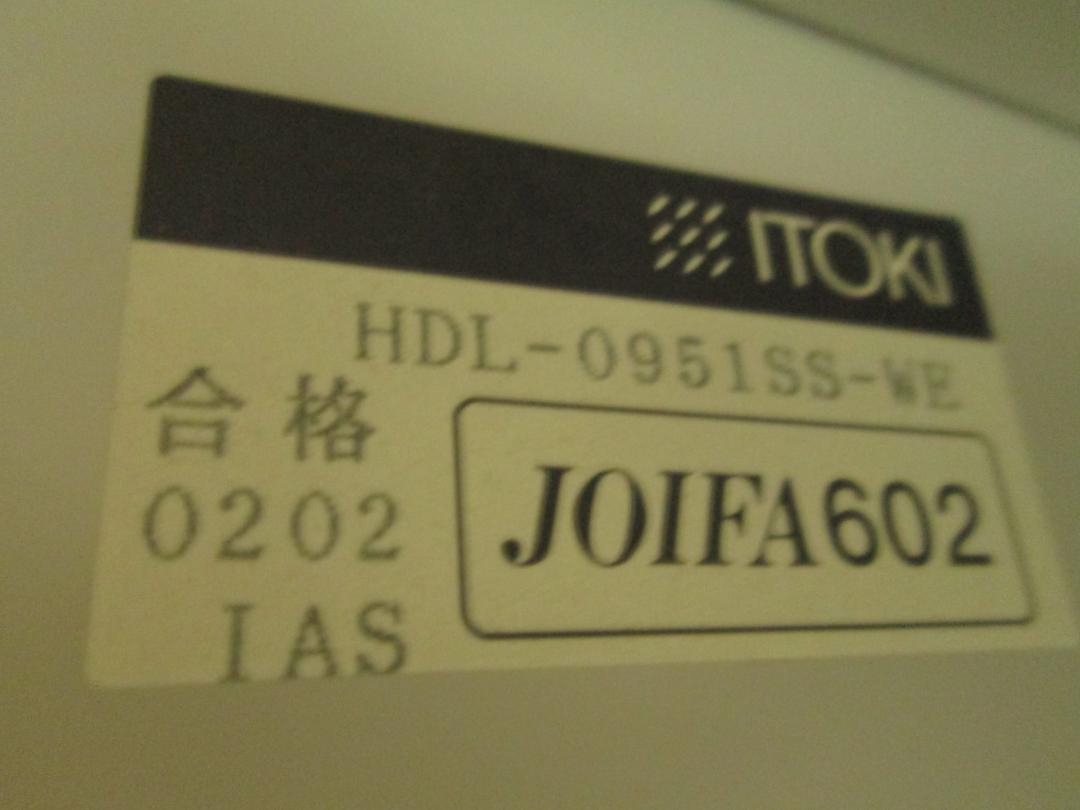 ITOKI
HDL-0951SS-WE
合格
0202
IAS
JOIFA602